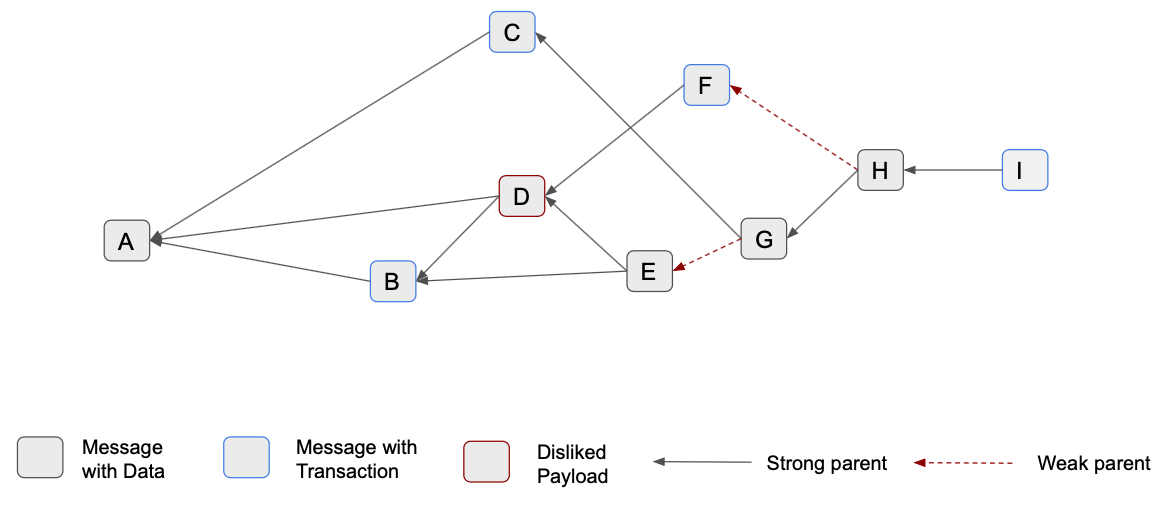 C
F
H
I
D
G
A
E
B
Message
with Data
Message with
Transaction
Disliked
Payload
Strong parent
Weak parent